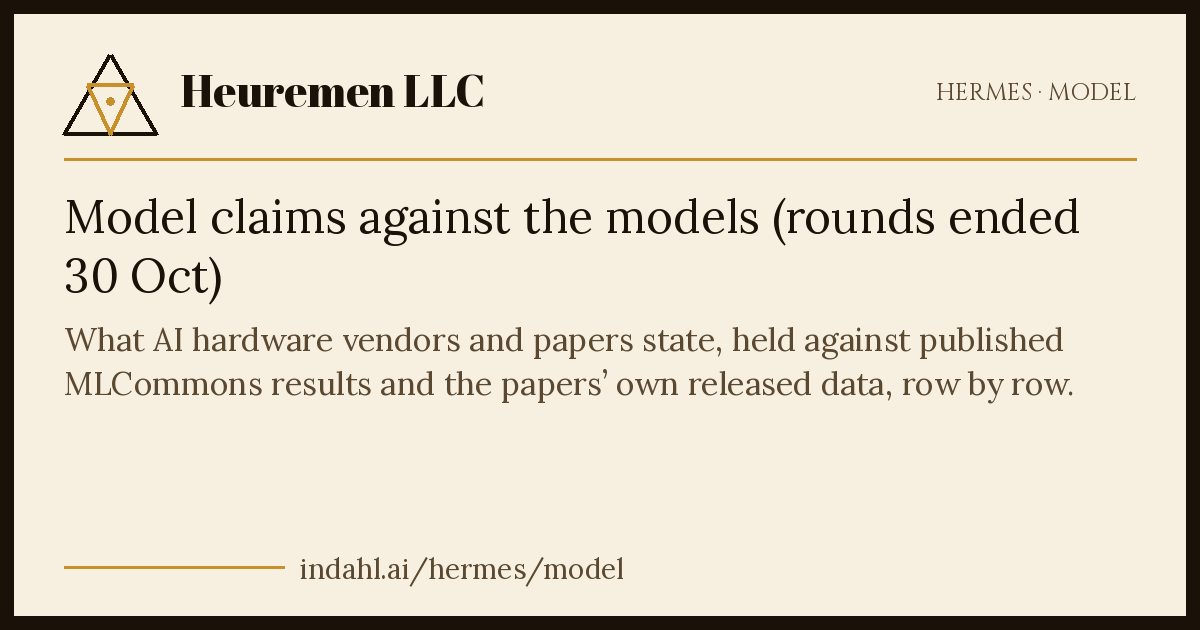 Heuremen LLC
HERMES · MODEL
Model claims against the models (rounds ended
30 Oct)
What AI hardware vendors and papers state, held against published
MLCommons results and the papers’ own released data, row by row.
indahl.ai/hermes/model